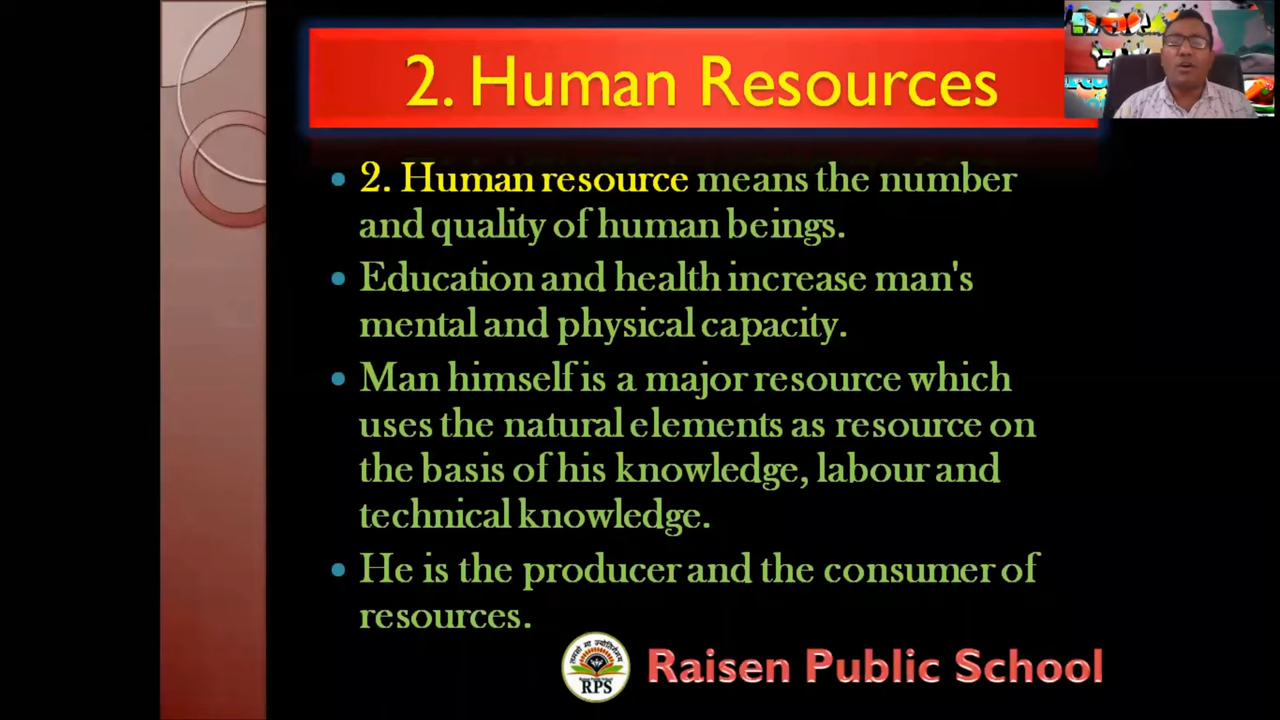 2. Human Resources
2. Human resource means the number
and quality of human beings.
Education and health increase man's
mental and physical capacity.
Man himself is a major resource which
uses the natural elements as resource on
the basis of his knowledge, labour and
technical knowledge.
He is the producer and the consumer of
resources.
तमसो मा ज्योतिर्गमय
RPS
Raisen Public School